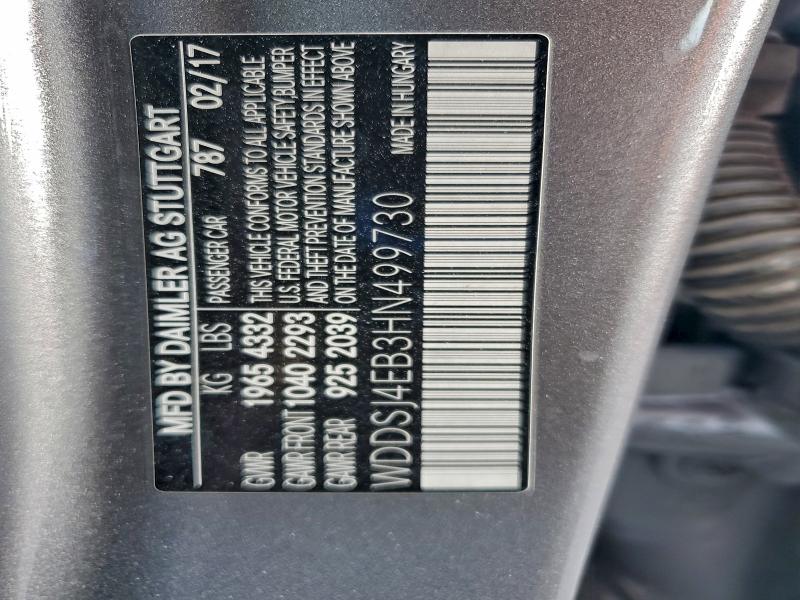 MFD BY DAIMLER AG STUTTGART
KG LBS PASSENGER CAR 787 02/17
GVWR 1965 4332 THIS VEHICLE CONFORMS TO ALL APPLICABLE
GAWR FRONT 1040 2293 U.S. FEDERAL MOTOR VEHICLE SAFETY BUMPER
GAWR REAR 925 2039 AND THEFT PREVENTION STANDARDS IN EFFECT
ON THE DATE OF MANUFACTURE SHOWN ABOVE
WDDSJ4EB3HN499730 MADE IN HUNGARY